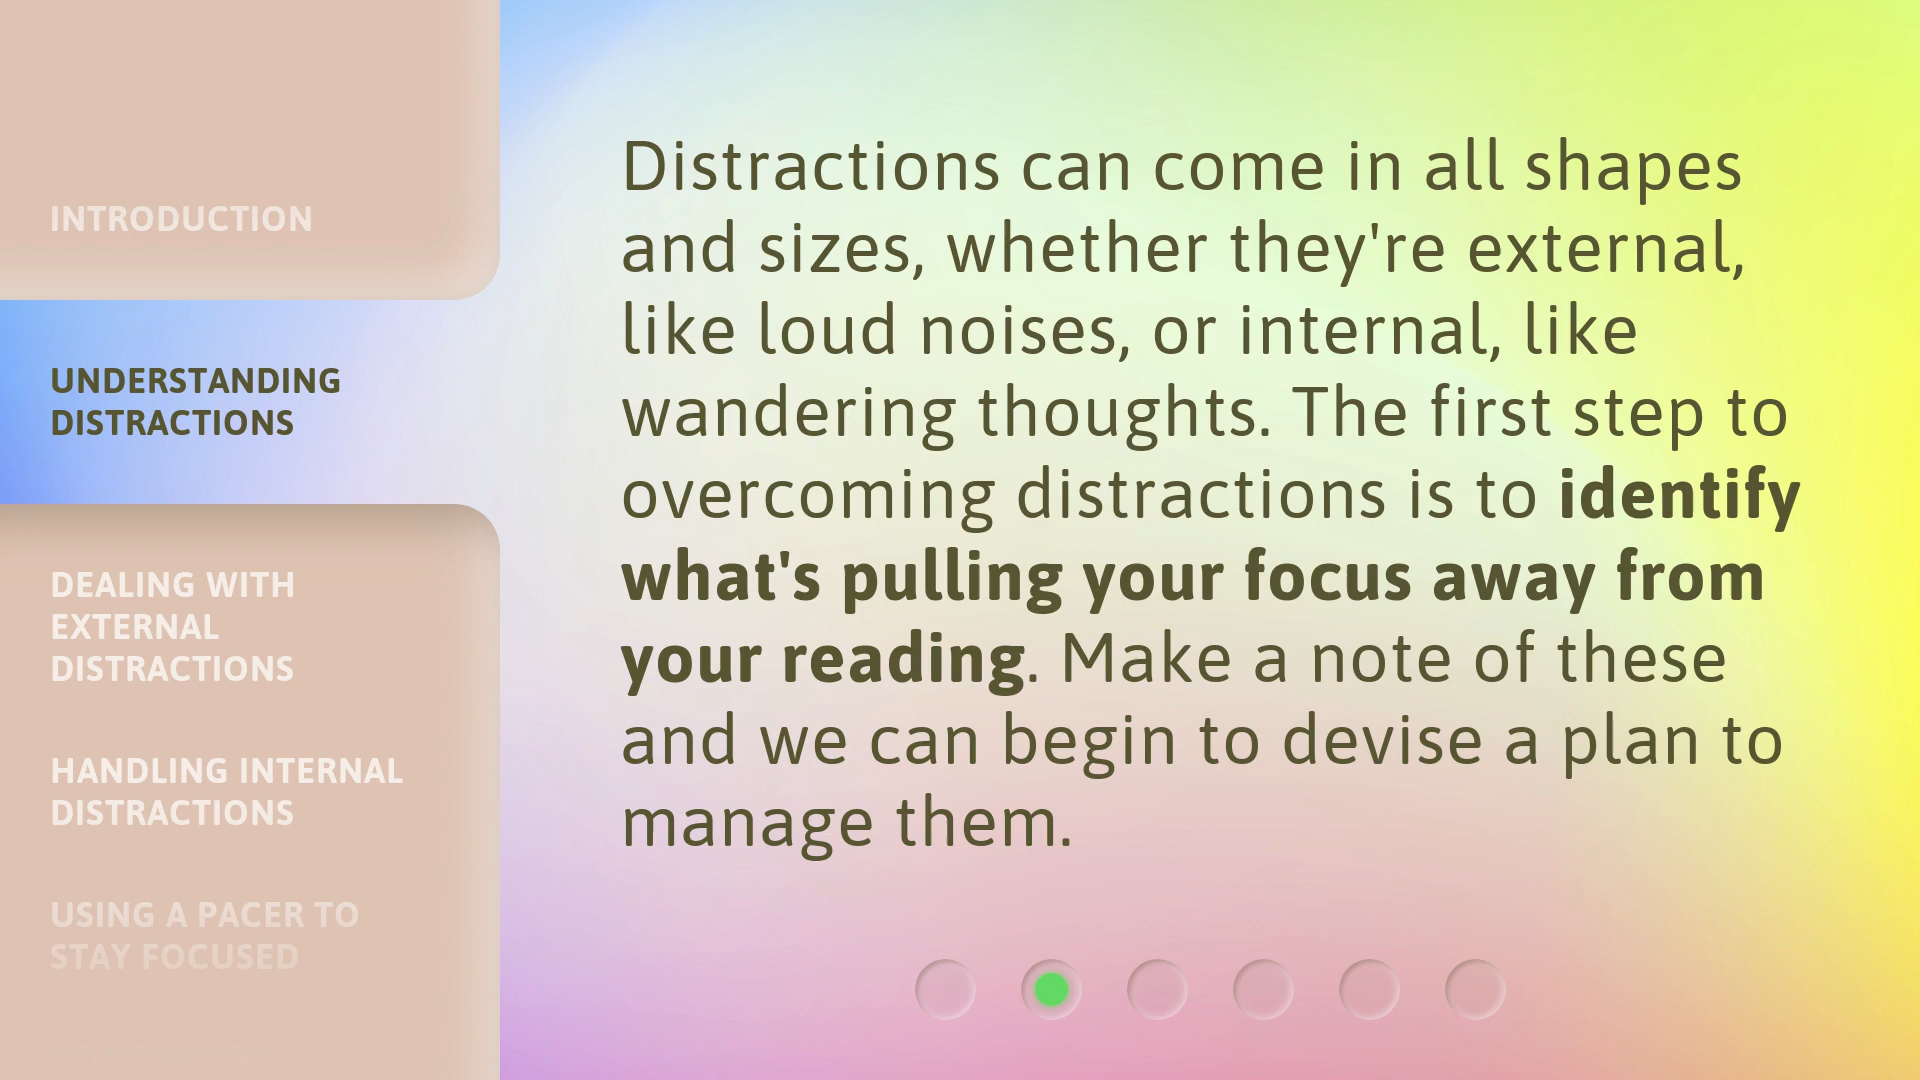 INTRODUCTION
UNDERSTANDING
DISTRACTIONS
DEALING WITH
EXTERNAL
DISTRACTIONS
HANDLING INTERNAL
DISTRACTIONS
USING A PACER TO
STAY FOCUSED
Distractions can come in all shapes
and sizes, whether they're external,
like loud noises, or internal, like
wandering thoughts. The first step to
overcoming distractions is to identify
what's pulling your focus away from
your reading. Make a note of these
and we can begin to devise a plan to
manage them.